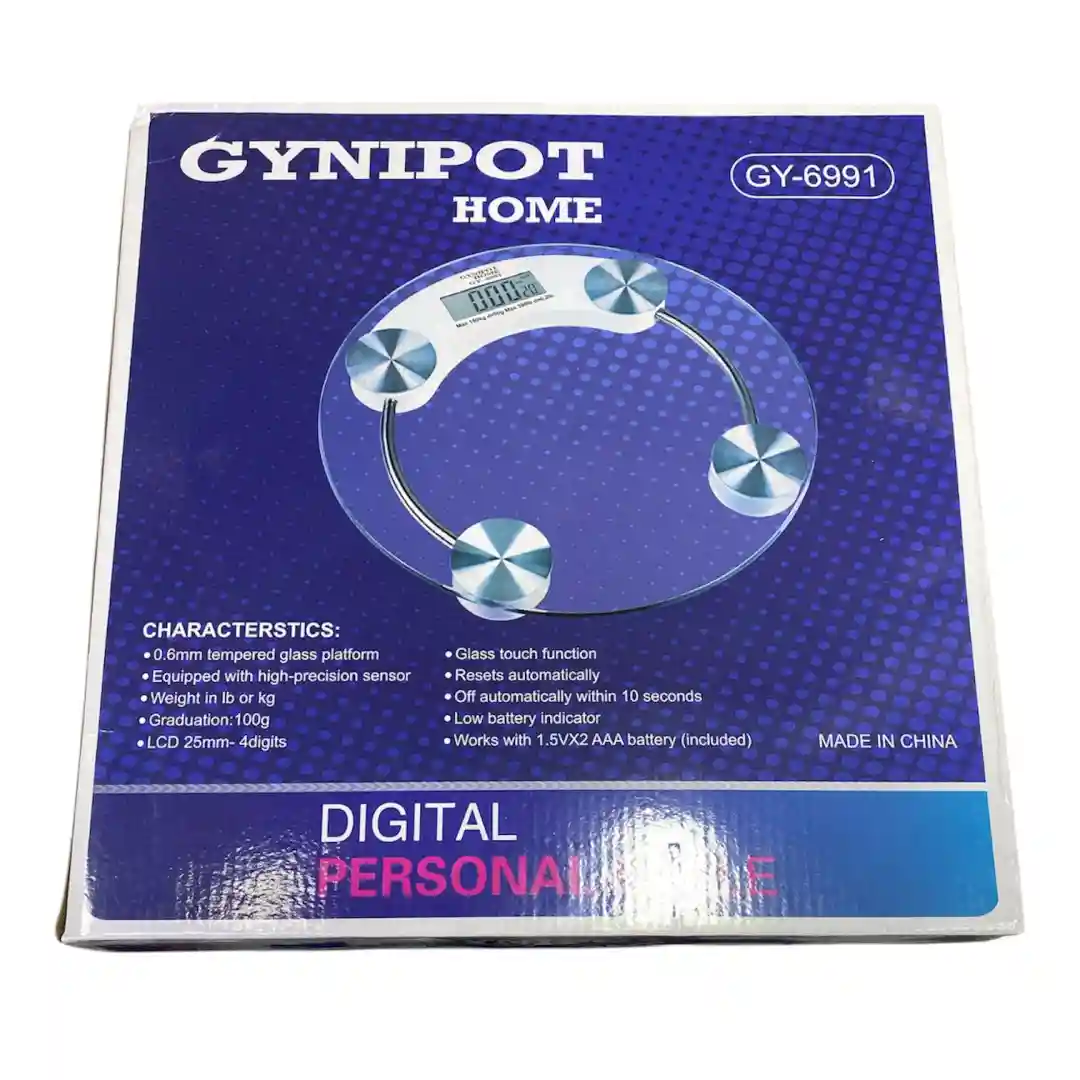 GYNIPOT
HOME
GY-6991
CHARACTERSTICS:
•0.6mm tempered glass platform
•Equipped with high-precision sensor
•Weight in lb or kg
•Graduation:100g
•LCD 25mm- 4digits
•Glass touch function
•Resets automatically
•Off automatically within 10 seconds
•Low battery indicator
•Works with 1.5VX2 AAA battery (included)
MADE IN CHINA
DIGITAL
PERSONAL